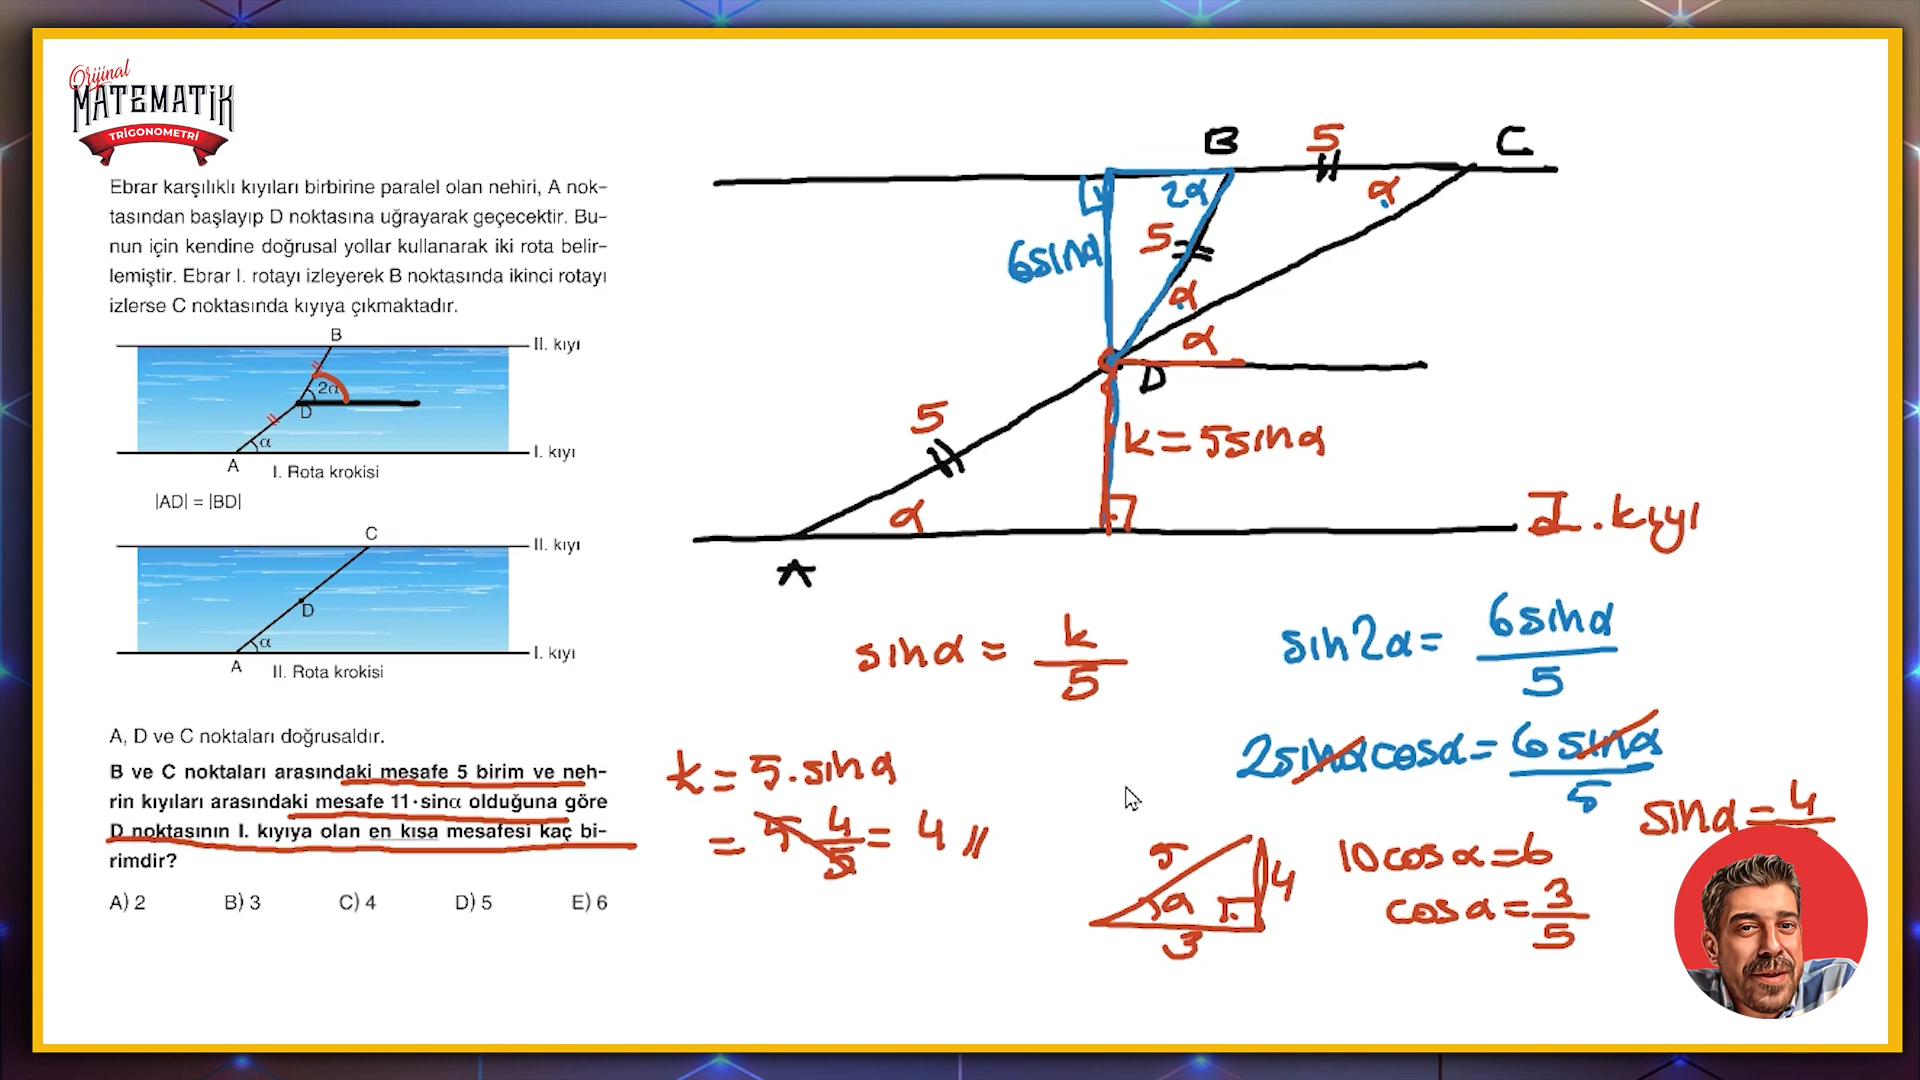 Orijinal
MATEMATİK
TRİGONOMETRİ
Ebrar karşılıklı kıyıları birbirine paralel olan nehiri, A nok-
tasından başlayıp D noktasına uğrayarak geçecektir. Bu-
nun için kendine doğrusal yollar kullanarak iki rota belir-
lemiştir. Ebrar I. rotayı izleyerek B noktasında ikinci rotayı
izlerse C noktasında kıyıya çıkmaktadır.
B
II. kıyı
2α
D
α
I. kıyı
A
I. Rota krokisi
|AD| = |BD|
C
II. kıyı
D
α
I. kıyı
A
II. Rota krokisi
A, D ve C noktaları doğrusaldır.
B ve C noktaları arasındaki mesafe 5 birim ve neh-
rin kıyıları arasındaki mesafe 11·sinα olduğuna göre
D noktasının I. kıyıya olan en kısa mesafesi kaç bi-
rimdir?
A) 2 B) 3 C) 4 D) 5 E) 6
B 5 C
2α α
6sinα 5
α
α
D
5
k = 5sinα
α
I. kıyı
A
sinα = k/5
sin2α = 6sinα/5
k = 5.sinα
= 5 4/5 = 4 //
2sinαcosα = 6sinα/5
sinα = 4
10cosα = 6
cosα = 3/5
5
α
4
3